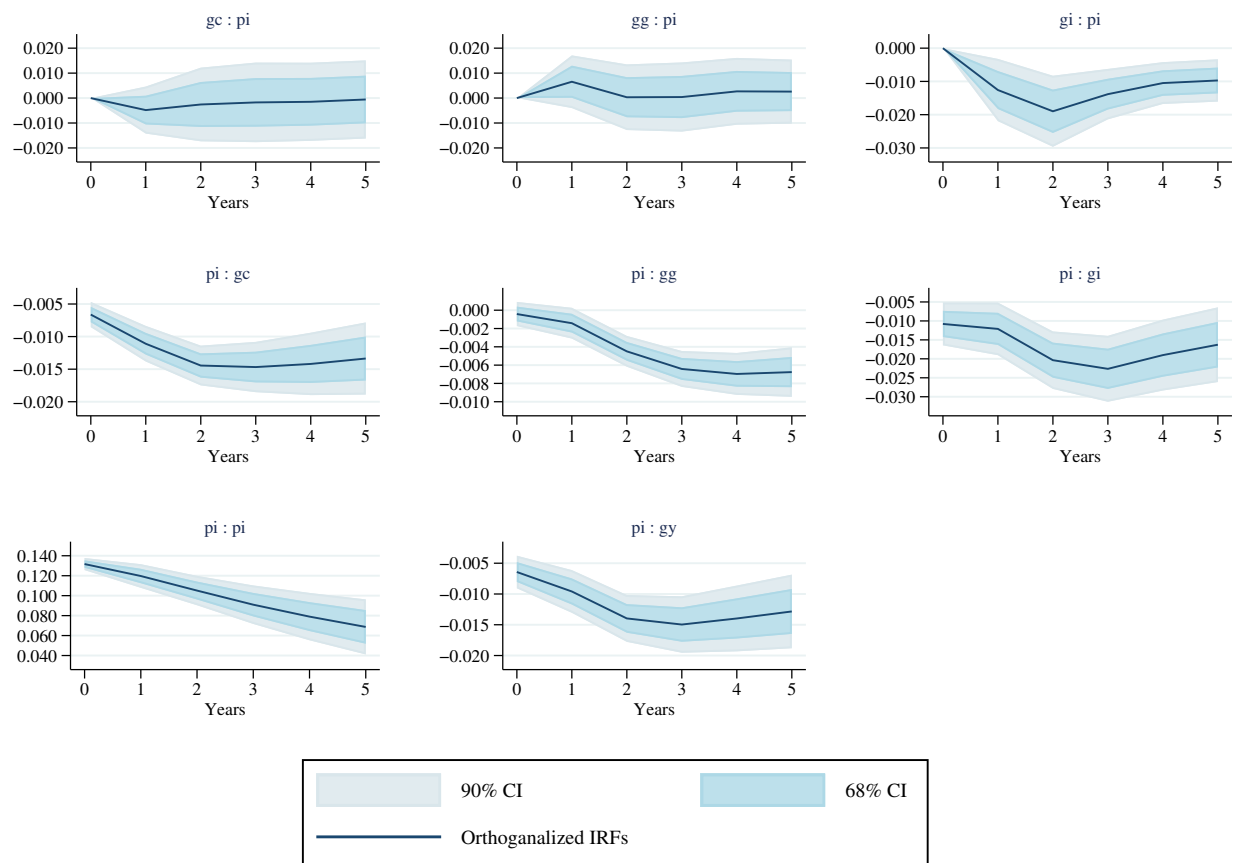 gc : pi
0.020
0.010
0.000
−0.010
−0.020
0 1 2 3 4 5
Years
gg : pi
0.020
0.010
0.000
−0.010
−0.020
0 1 2 3 4 5
Years
gi : pi
0.000
−0.010
−0.020
−0.030
0 1 2 3 4 5
Years
pi : gc
−0.005
−0.010
−0.015
−0.020
0 1 2 3 4 5
Years
pi : gg
0.000
−0.002
−0.004
−0.006
−0.008
−0.010
0 1 2 3 4 5
Years
pi : gi
−0.005
−0.010
−0.015
−0.020
−0.025
−0.030
0 1 2 3 4 5
Years
pi : pi
0.140
0.120
0.100
0.080
0.060
0.040
0 1 2 3 4 5
Years
pi : gy
−0.005
−0.010
−0.015
−0.020
0 1 2 3 4 5
Years
90% CI
68% CI
Orthoganalized IRFs